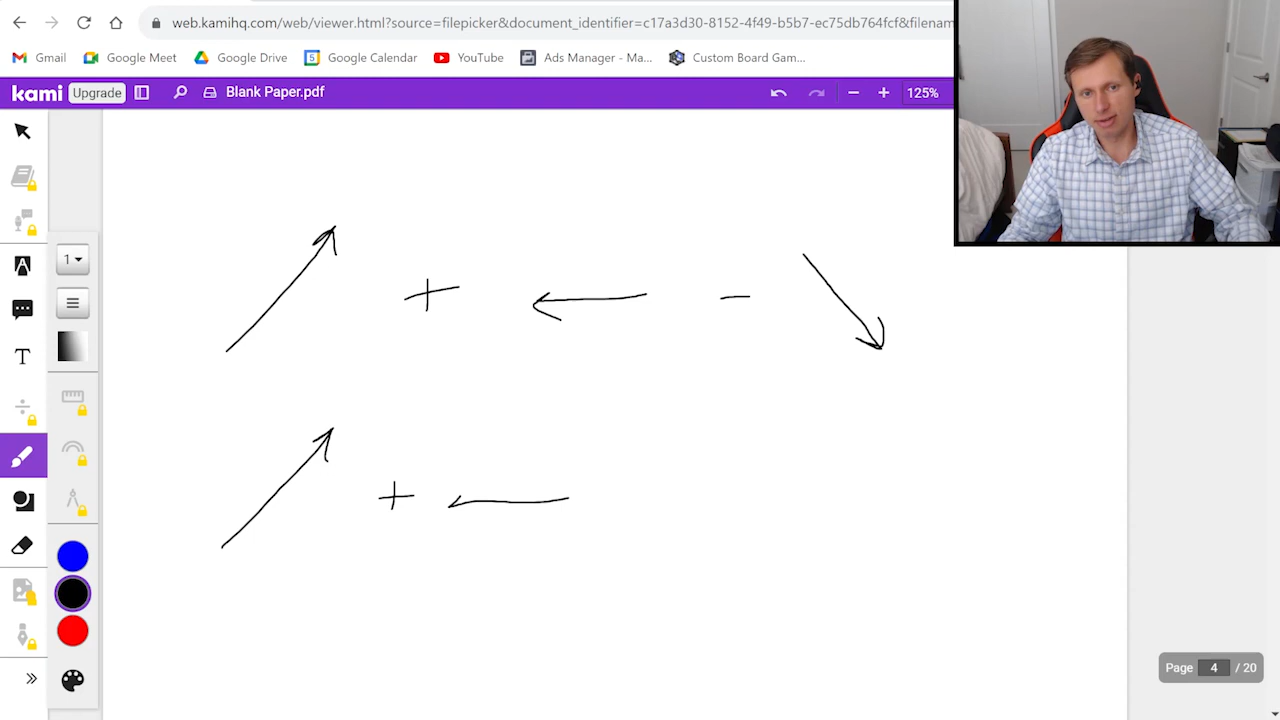 web.kamihq.com/web/viewer.html?source=filepicker&document_identifier=c17a3d30-8152-4f49-b5b7-ec75db764fcf&filenam
Gmail Google Meet Google Drive 5 Google Calendar YouTube Ads Manager - Ma... Custom Board Gam...
kami Upgrade Blank Paper.pdf 125%
A
1
T
+ -
+
Page 4 / 20